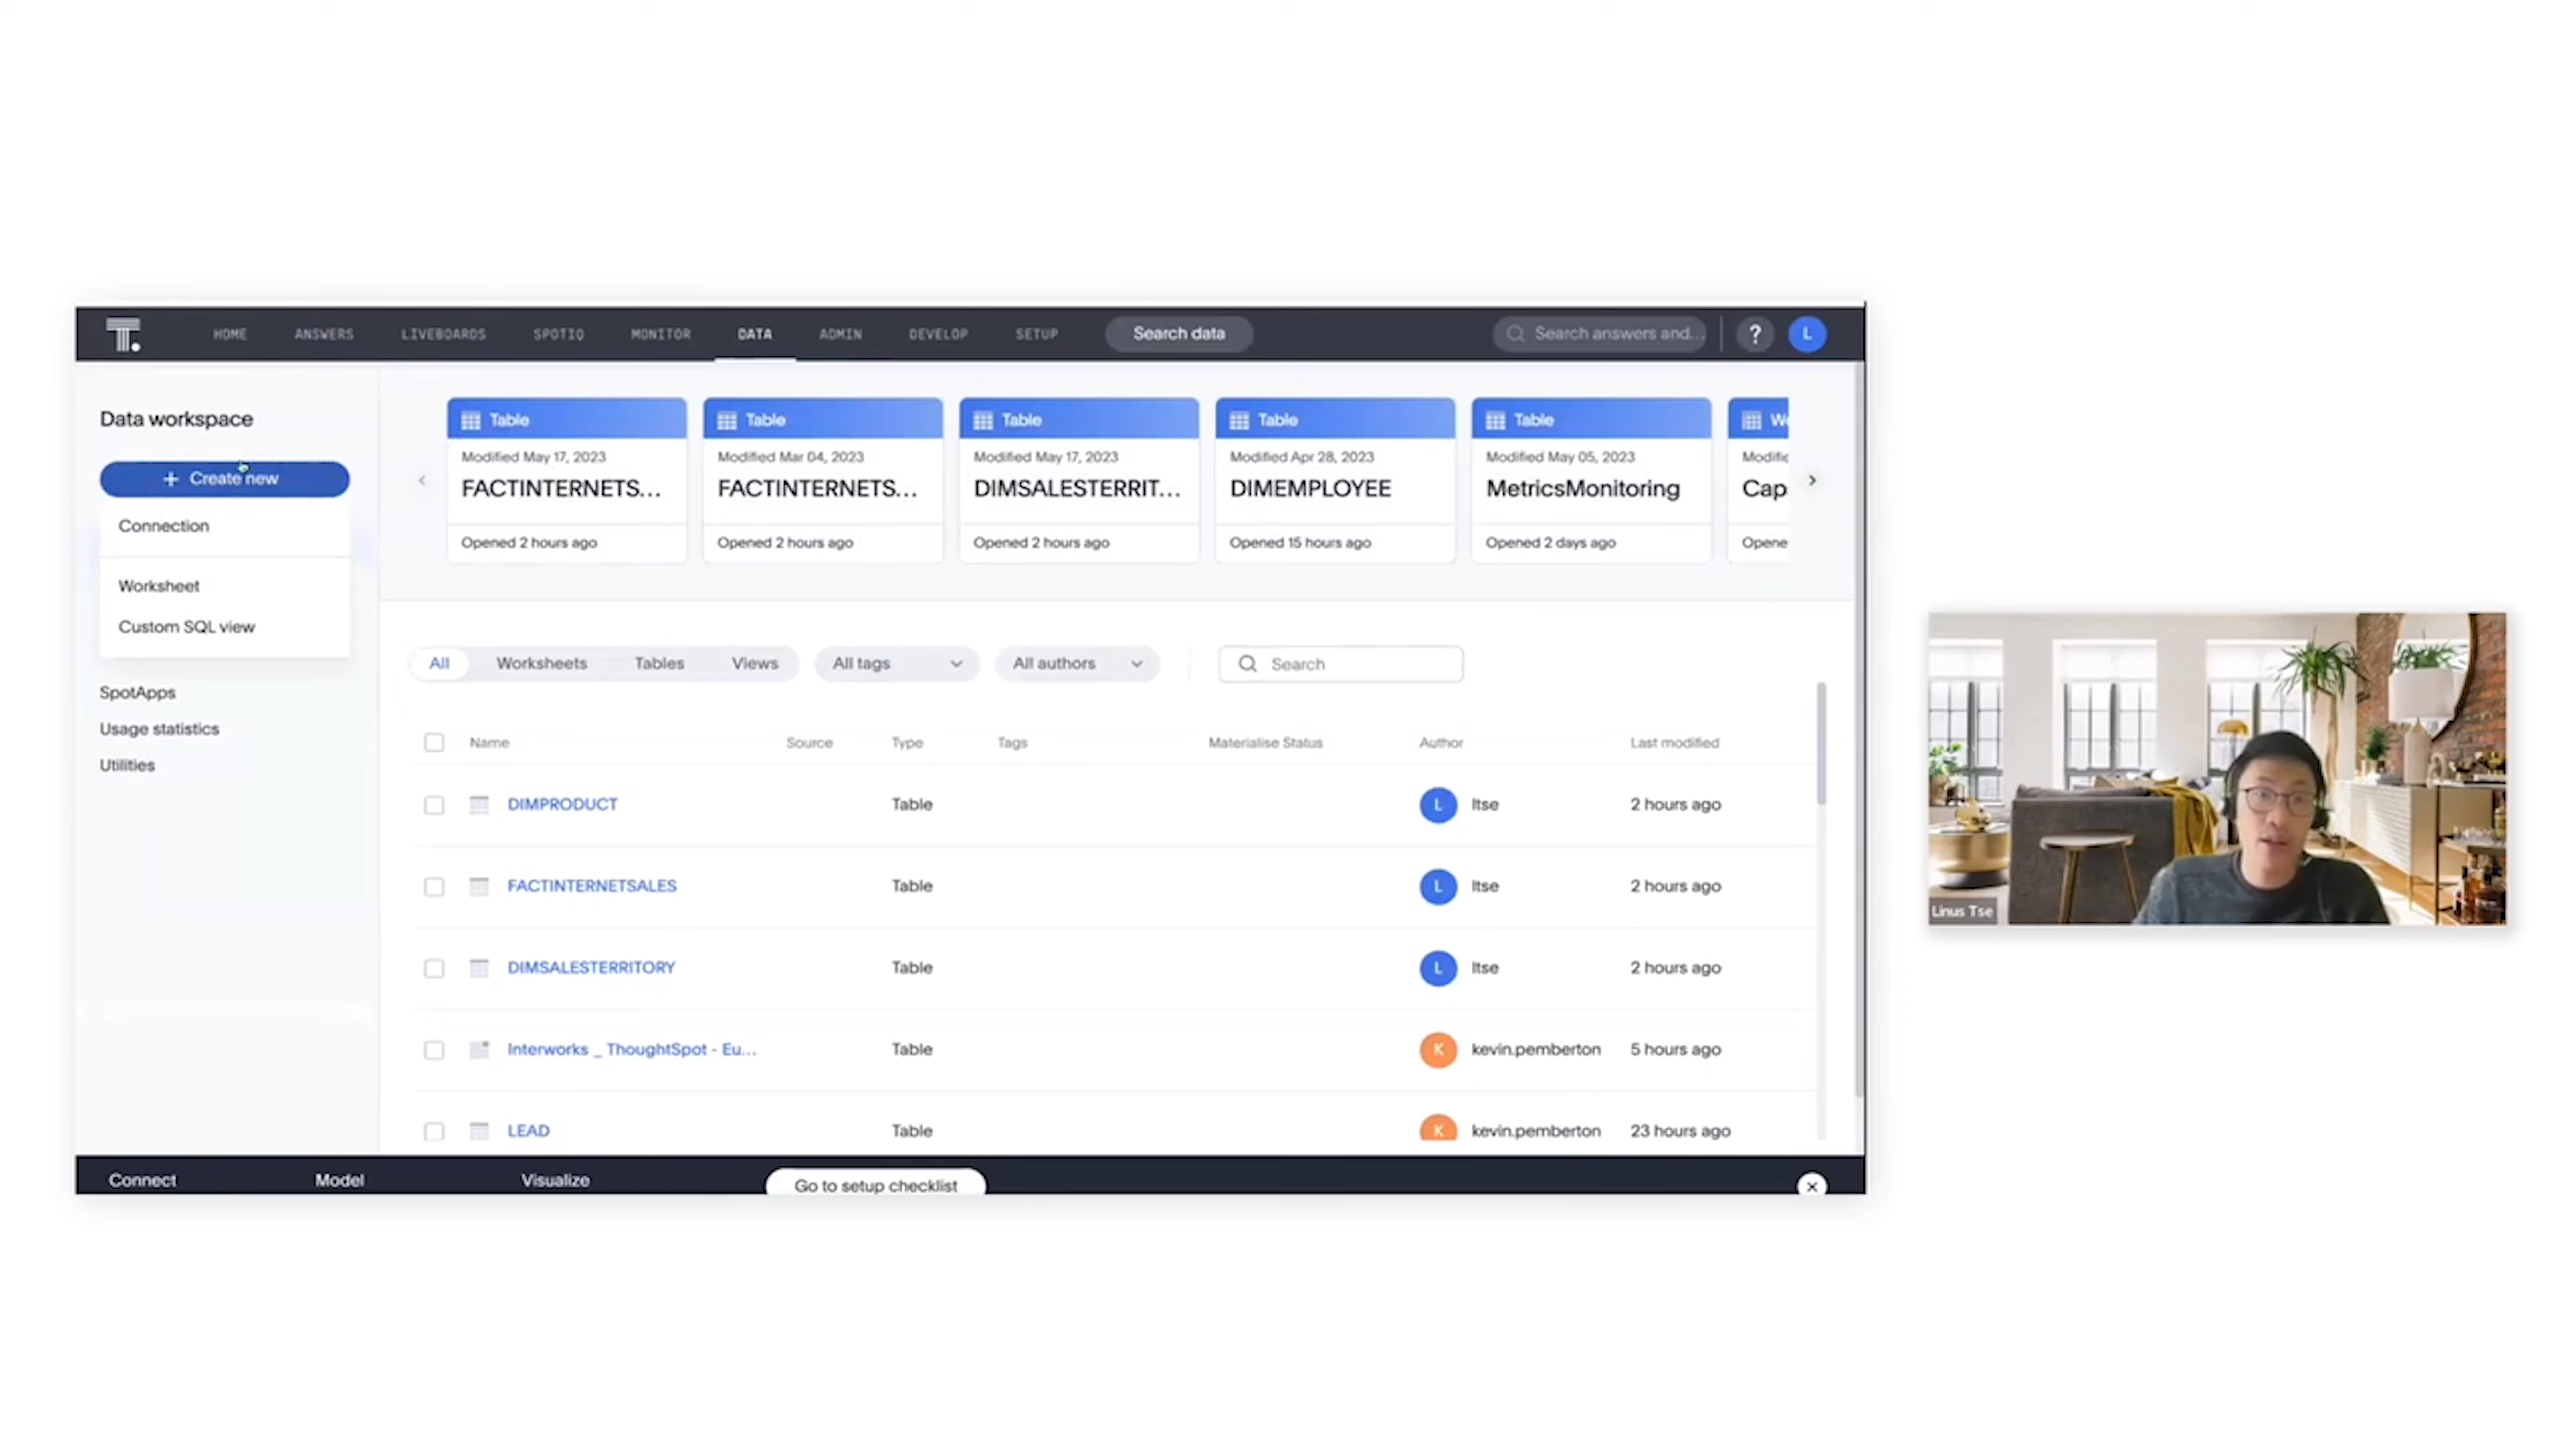 HOME ANSWERS LIVEBOARDS SPOTIQ MONITOR DATA ADMIN DEVELOP SETUP Search data Search answers and... ? L
Data workspace
+ Create new
Connection
Worksheet
Custom SQL view
SpotApps
Usage statistics
Utilities
Table
Modified May 17, 2023
FACTINTERNETS...
Opened 2 hours ago
Table
Modified Mar 04, 2023
FACTINTERNETS...
Opened 2 hours ago
Table
Modified May 17, 2023
DIMSALESTERRIT...
Opened 2 hours ago
Table
Modified Apr 28, 2023
DIMEMPLOYEE
Opened 15 hours ago
Table
Modified May 05, 2023
MetricsMonitoring
Opened 2 days ago
Wo
Modifie
Cap
Opene
All Worksheets Tables Views All tags All authors Search
Name Source Type Tags Materialise Status Author Last modified
DIMPRODUCT Table L ltse 2 hours ago
FACTINTERNETSALES Table L ltse 2 hours ago
DIMSALESTERRITORY Table L ltse 2 hours ago
Interworks _ ThoughtSpot - Eu... Table K kevin.pemberton 5 hours ago
LEAD Table K kevin.pemberton 23 hours ago
Connect Model Visualize Go to setup checklist
Linus Tse